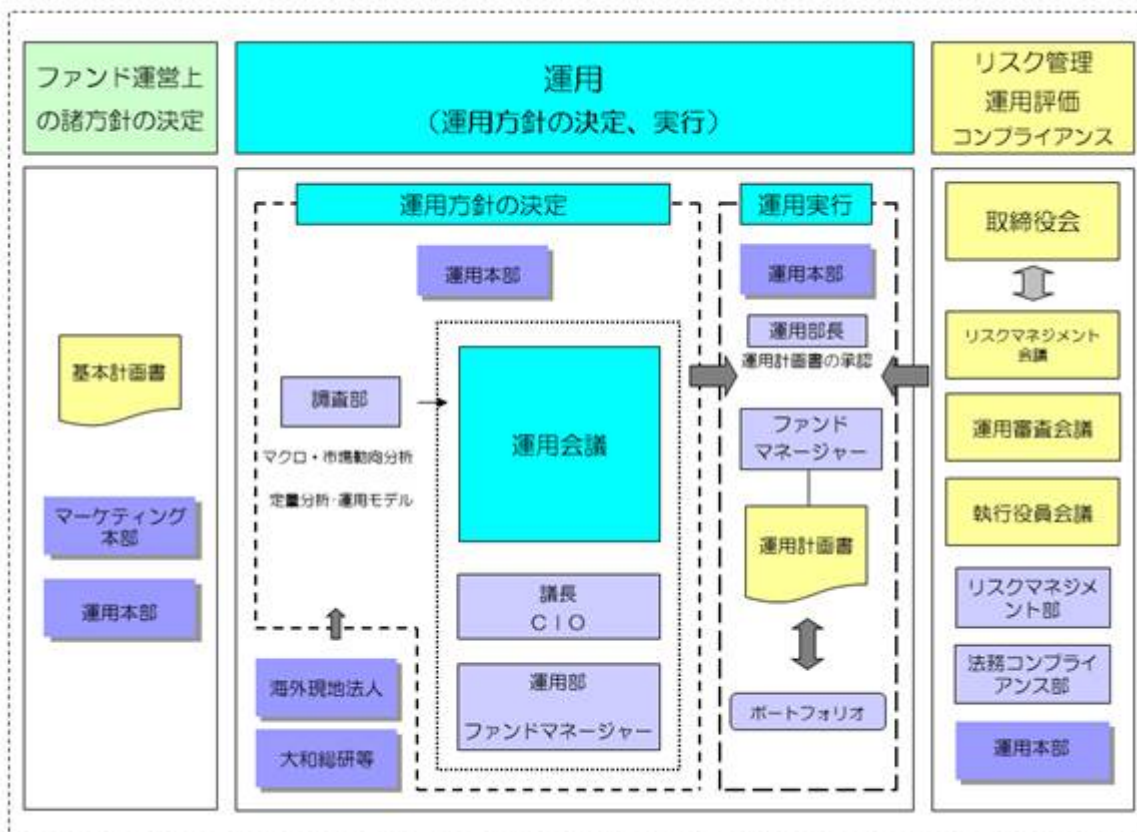 ファンド運営上
の諸方針の決定
運用
(運用方針の決定、実行)
リスク管理
運用評価
コンプライアンス
基本計画書
マーケティング
本部
運用本部
運用方針の決定
運用本部
調査部
マクロ・市場動向分析
定量分析・運用モデル
運用会議
議長
CIO
運用部
ファンドマネージャー
海外現地法人
大和総研等
運用実行
運用本部
運用部長
運用計画書の承認
ファンド
マネージャー
運用計画書
ポートフォリオ
取締役会
リスクマネジメント
会議
運用審査会議
執行役員会議
リスクマネジメ
ント部
法務コンプライ
アンス部
運用本部